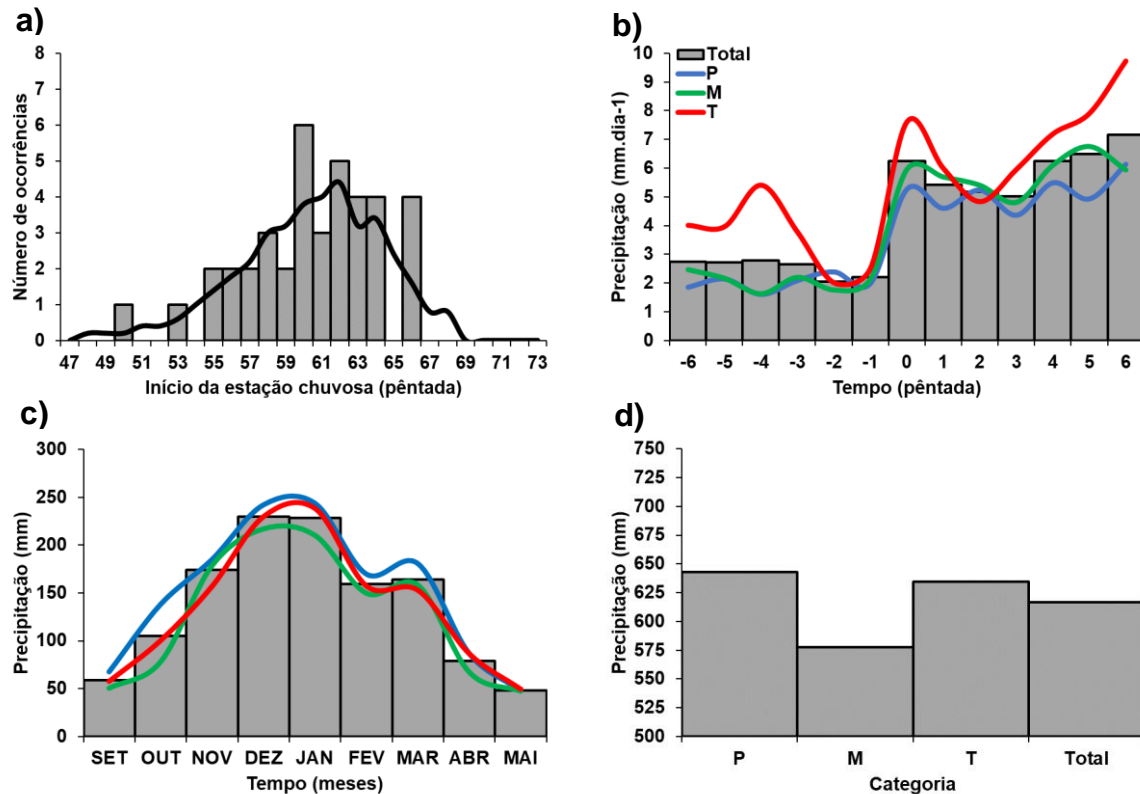 a)
Número de ocorrências
8
7
6
5
4
3
2
1
0
47 49 51 53 55 57 59 61 63 65 67 69 71 73
Início da estação chuvosa (pêntada)
b)
Precipitação (mm.dia-1)
10
9
8
7
6
5
4
3
2
1
0
Total
P
M
T
-6 -5 -4 -3 -2 -1 0 1 2 3 4 5 6
Tempo (pêntada)
c)
Precipitação (mm)
300
250
200
150
100
50
0
SET OUT NOV DEZ JAN FEV MAR ABR MAI
Tempo (meses)
d)
Precipitação (mm)
750
725
700
675
650
625
600
575
550
525
500
P M T Total
Categoria